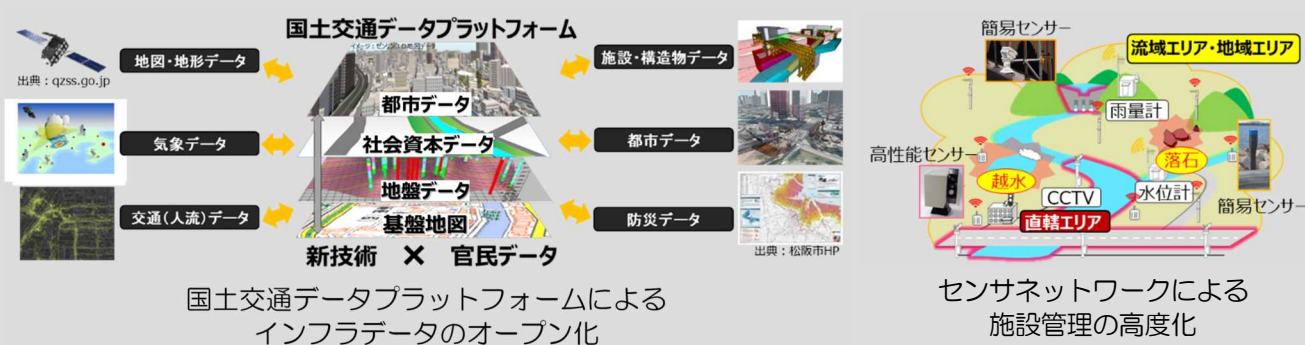 国土交通データプラットフォーム
出典：qzss.go.jp
地図・地形データ
気象データ
交通（人流）データ
都市データ
社会資本データ
地盤データ
基盤地図
新技術 × 官民データ
施設・構造物データ
都市データ
防災データ
出典：松阪市HP
国土交通データプラットフォームによる
インフラデータのオープン化
簡易センサー
流域エリア・地域エリア
雨量計
高性能センサー
落石
越水
CCTV
水位計
簡易センサー
直轄エリア
センサネットワークによる
施設管理の高度化